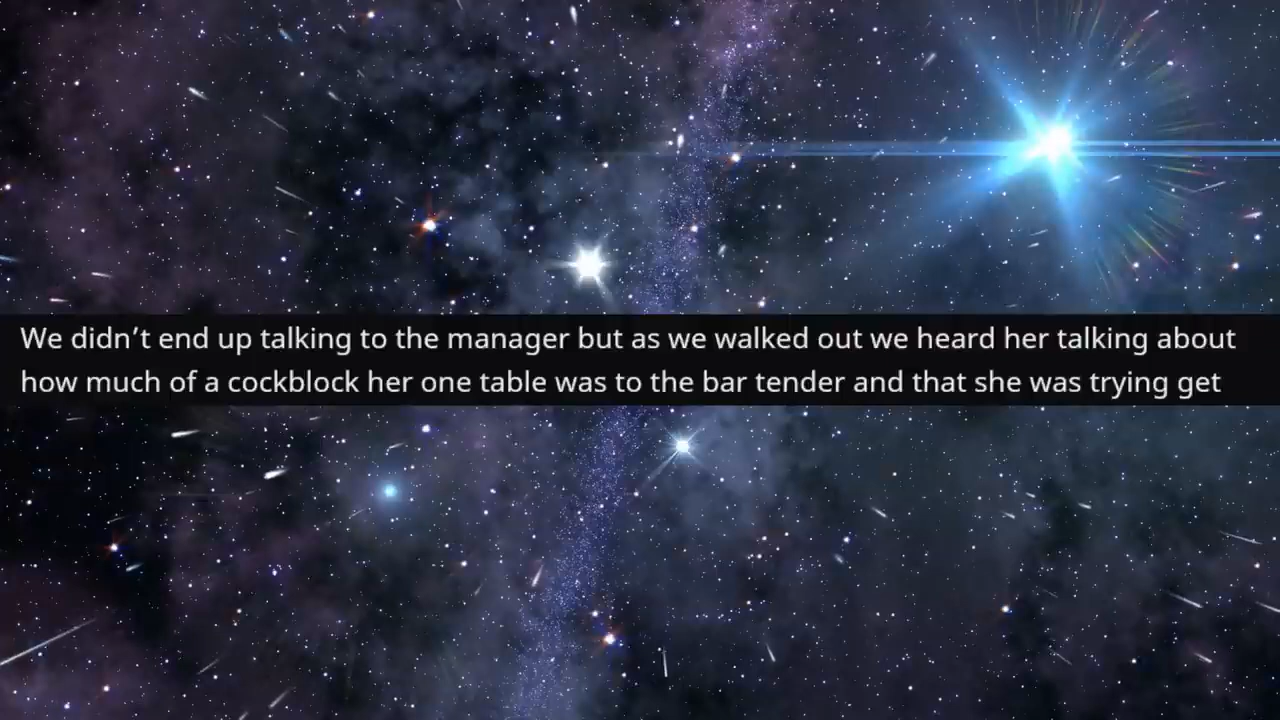 We didn’t end up talking to the manager but as we walked out we heard her talking about
how much of a cockblock her one table was to the bar tender and that she was trying get